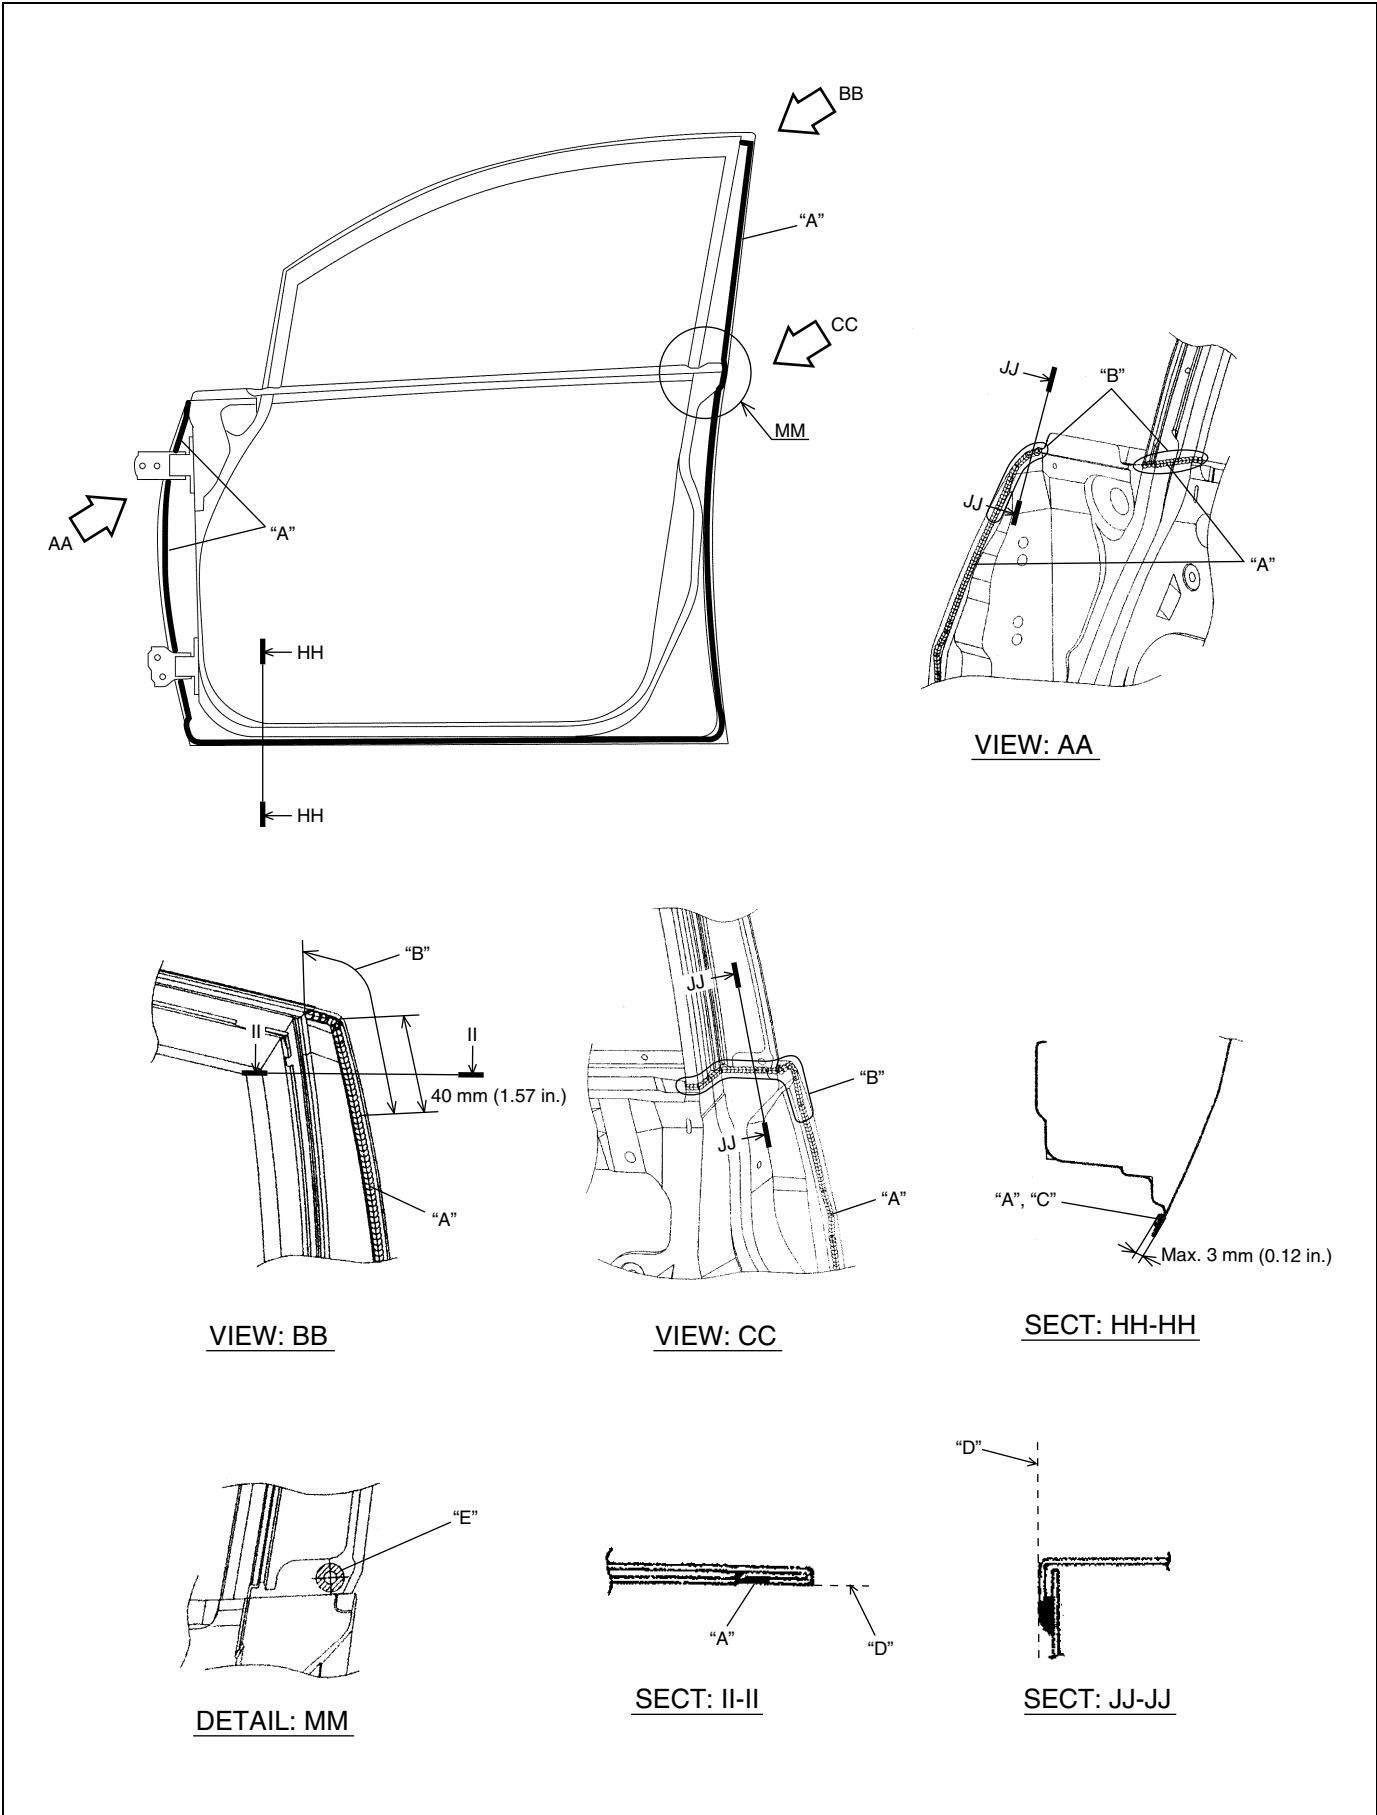 BB
“A”
CC
MM
AA
“A”
HH
HH
JJ
“B”
JJ
“A”
VIEW: AA
“B”
II
II
40 mm (1.57 in.)
“A”
VIEW: BB
JJ
“B”
JJ
“A”
VIEW: CC
“A”, “C”
Max. 3 mm (0.12 in.)
SECT: HH-HH
“E”
DETAIL: MM
“A”
“D”
SECT: II-II
“D”
SECT: JJ-JJ